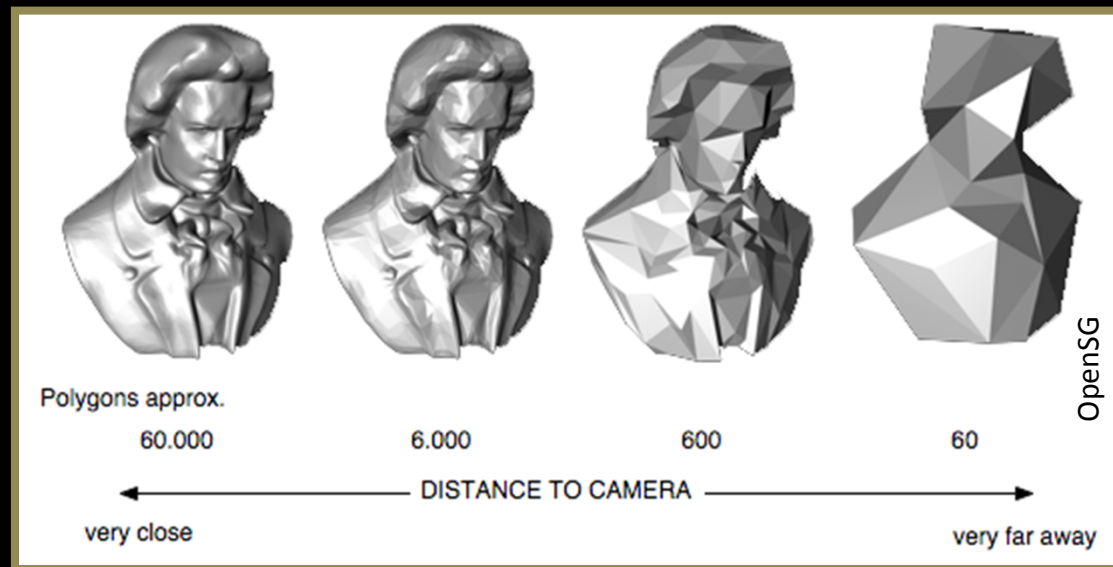 OpenSG
Polygons approx.
60.000 6.000 600 60
DISTANCE TO CAMERA
very close very far away